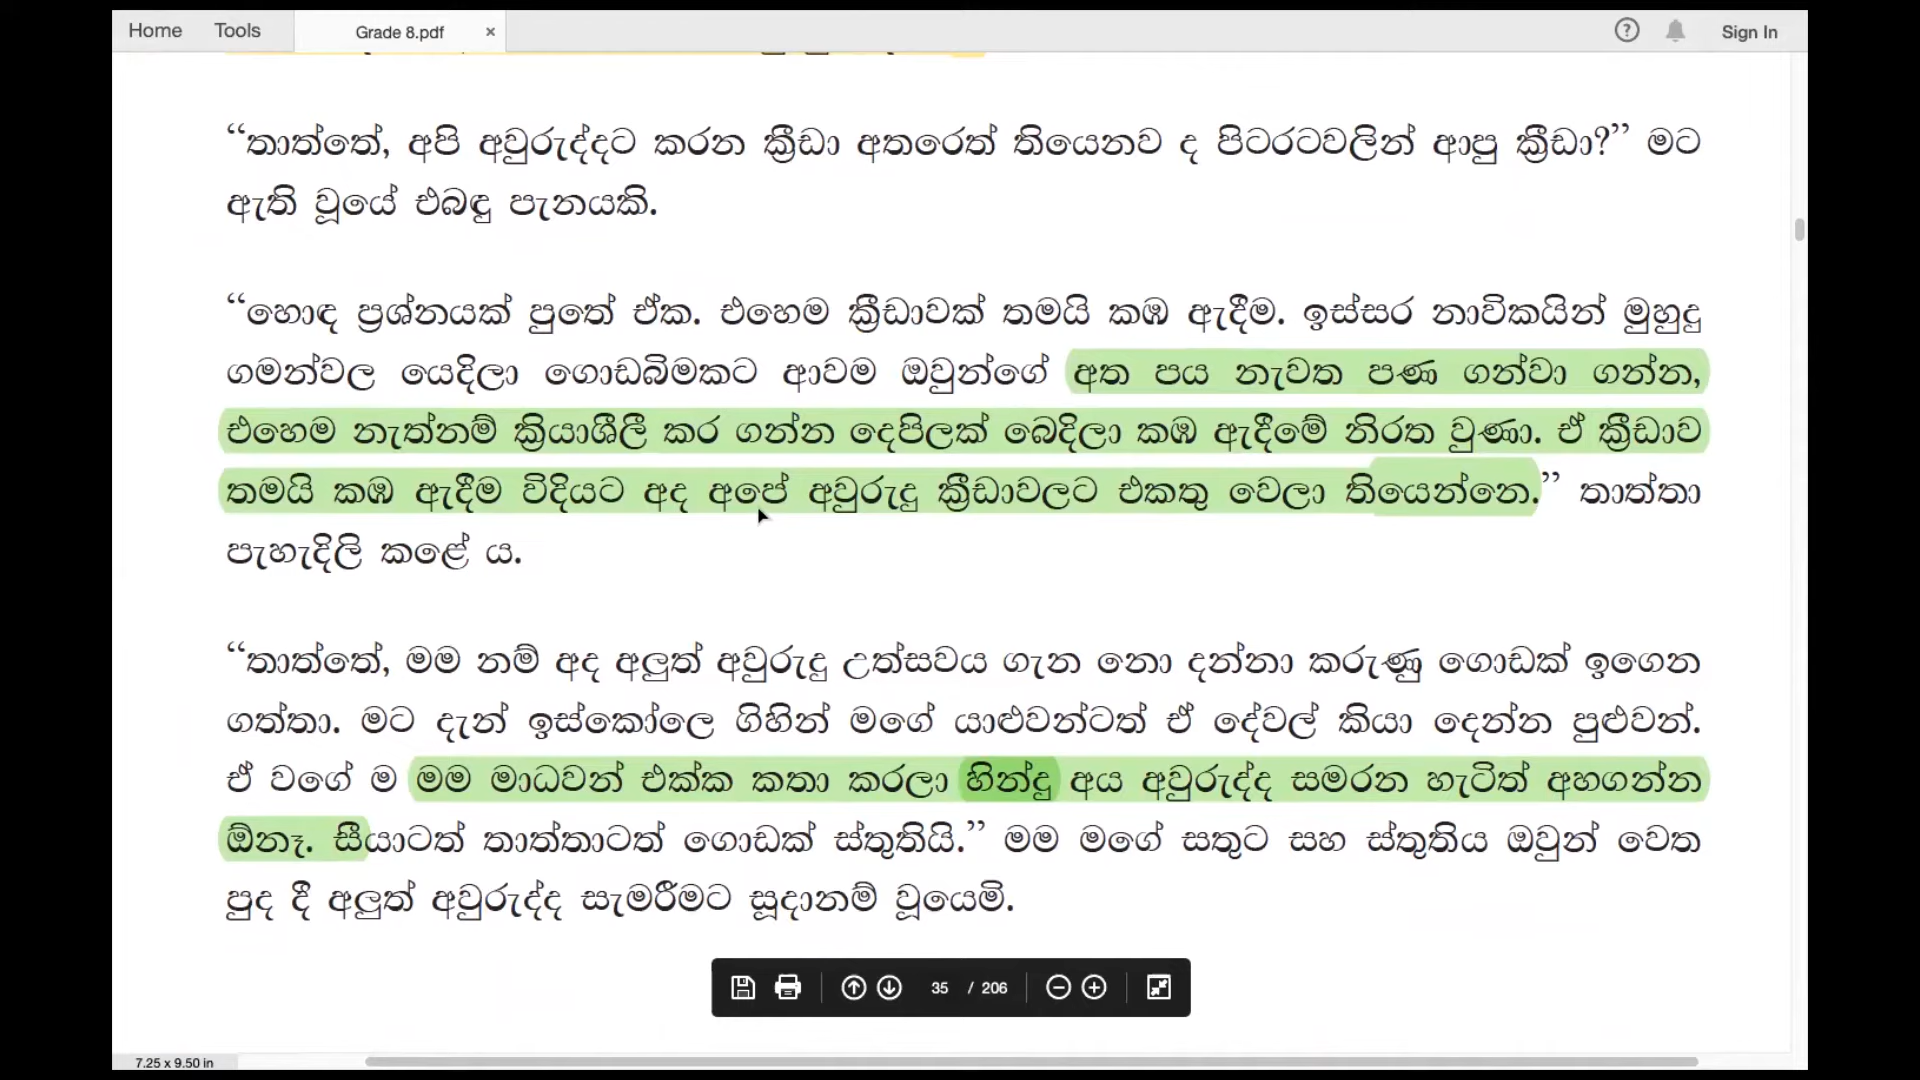 Home Tools Grade 8.pdf × ? Sign In
“තාත්තේ, අපි අවුරුද්දට කරන ක්‍රීඩා අතරෙත් තියෙනව ද පිටරටවලින් ආපු ක්‍රීඩා?” මට
ඇති වූයේ එබඳු පැනයකි.
“හොඳ ප්‍රශ්නයක් පුතේ ඒක. එහෙම ක්‍රීඩාවක් තමයි කඹ ඇදීම. ඉස්සර නාවිකයින් මුහුදු
ගමන්වල යෙදිලා ගොඩබිමකට ආවම ඔවුන්ගේ අත පය නැවත පණ ගන්වා ගන්න,
එහෙම නැත්නම් ක්‍රියාශීලී කර ගන්න දෙපිලක් බෙදිලා කඹ ඇදීමේ නිරත වුණා. ඒ ක්‍රීඩාව
තමයි කඹ ඇදීම විදියට අද අපේ අවුරුදු ක්‍රීඩාවලට එකතු වෙලා තියෙන්නෙ.” තාත්තා
පැහැදිලි කළේ ය.
“තාත්තේ, මම නම් අද අලුත් අවුරුදු උත්සවය ගැන නො දන්නා කරුණු ගොඩක් ඉගෙන
ගත්තා. මට දැන් ඉස්කෝලෙ ගිහින් මගේ යාළුවන්ටත් ඒ දේවල් කියා දෙන්න පුළුවන්.
ඒ වගේ ම මම මාධවන් එක්ක කතා කරලා හින්දු අය අවුරුද්ද සමරන හැටිත් අහගන්න
ඕනෑ. සීයාටත් තාත්තාටත් ගොඩක් ස්තුතියි.” මම මගේ සතුට සහ ස්තුතිය ඔවුන් වෙත
පුද දී අලුත් අවුරුද්ද සැමරීමට සූදානම් වූයෙමි.
35 / 206
7.25 x 9.50 in